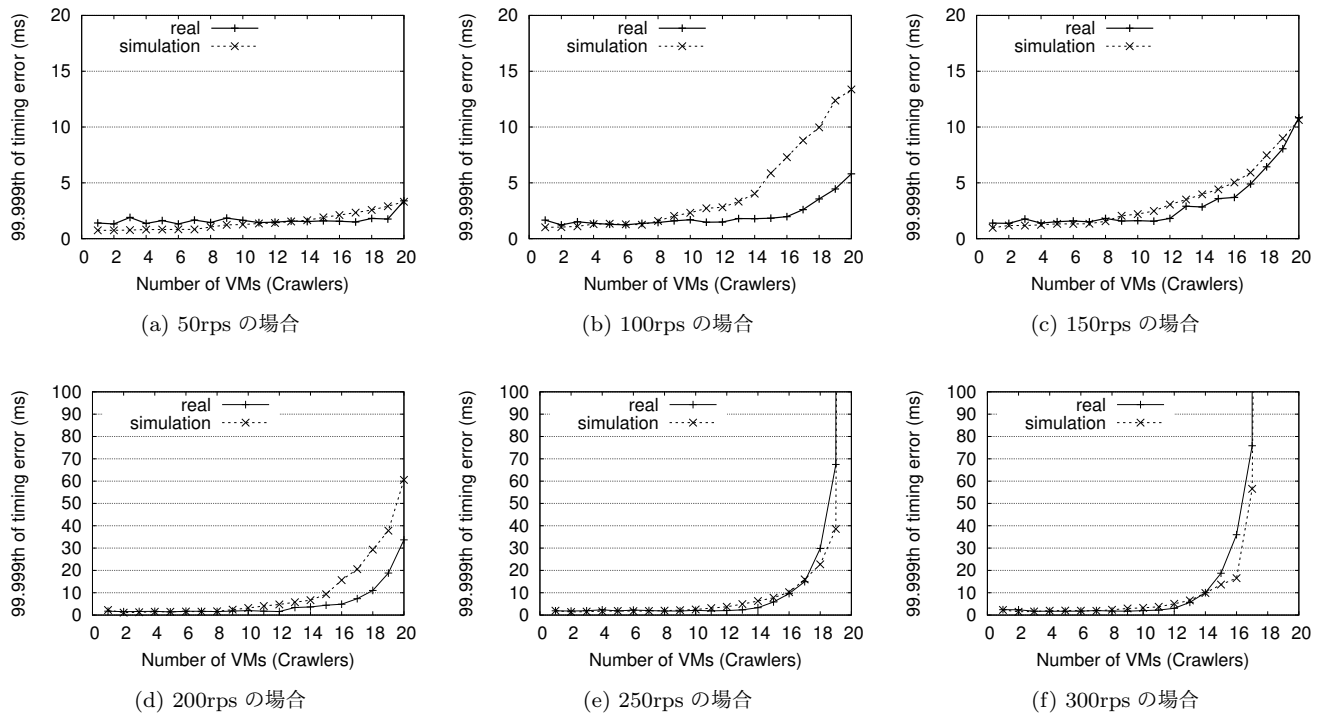 99.999th of timing error (ms)
20
15
10
5
0
real
simulation
0 2 4 6 8 10 12 14 16 18 20
Number of VMs (Crawlers)
(a) 50rps の場合
99.999th of timing error (ms)
20
15
10
5
0
real
simulation
0 2 4 6 8 10 12 14 16 18 20
Number of VMs (Crawlers)
(b) 100rps の場合
99.999th of timing error (ms)
20
15
10
5
0
real
simulation
0 2 4 6 8 10 12 14 16 18 20
Number of VMs (Crawlers)
(c) 150rps の場合
99.999th of timing error (ms)
100
90
80
70
60
50
40
30
20
10
0
real
simulation
0 2 4 6 8 10 12 14 16 18 20
Number of VMs (Crawlers)
(d) 200rps の場合
99.999th of timing error (ms)
100
90
80
70
60
50
40
30
20
10
0
real
simulation
0 2 4 6 8 10 12 14 16 18 20
Number of VMs (Crawlers)
(e) 250rps の場合
99.999th of timing error (ms)
100
90
80
70
60
50
40
30
20
10
0
real
simulation
0 2 4 6 8 10 12 14 16 18 20
Number of VMs (Crawlers)
(f) 300rps の場合